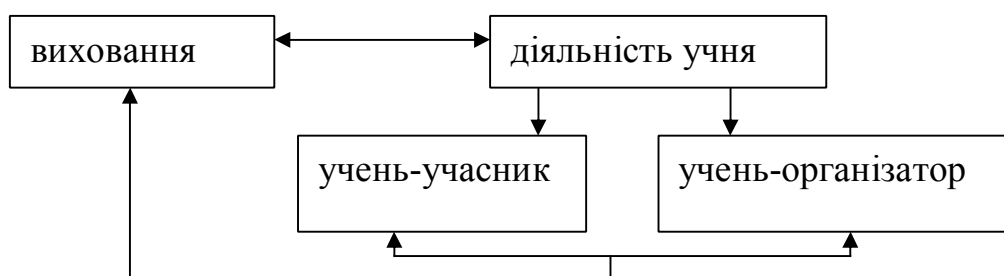 виховання
діяльність учня
учень-учасник
учень-організатор